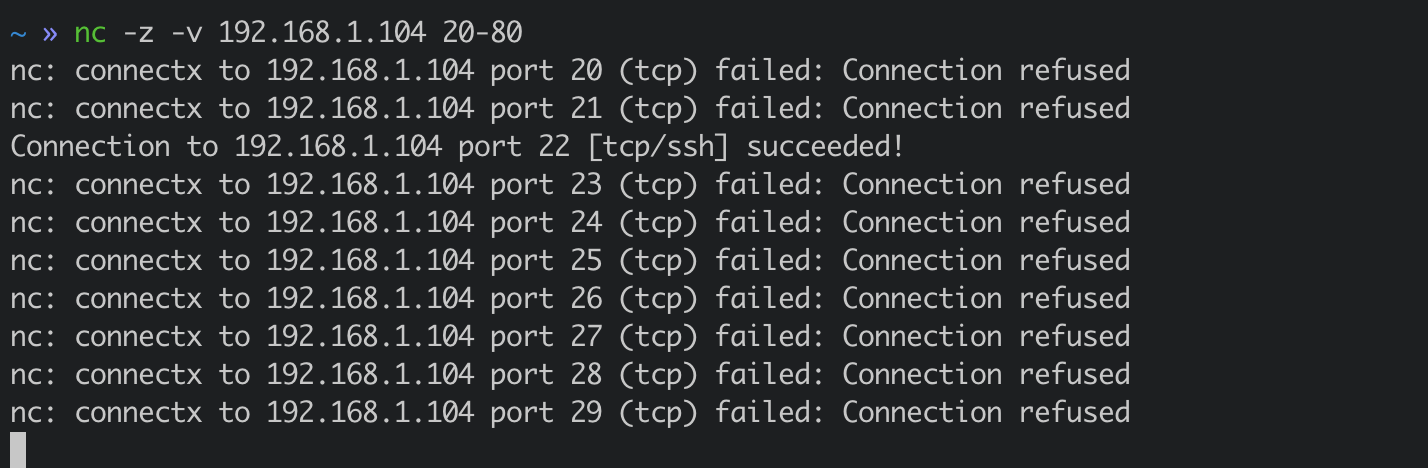 ~ » nc -z -v 192.168.1.104 20-80
nc: connectx to 192.168.1.104 port 20 (tcp) failed: Connection refused
nc: connectx to 192.168.1.104 port 21 (tcp) failed: Connection refused
Connection to 192.168.1.104 port 22 [tcp/ssh] succeeded!
nc: connectx to 192.168.1.104 port 23 (tcp) failed: Connection refused
nc: connectx to 192.168.1.104 port 24 (tcp) failed: Connection refused
nc: connectx to 192.168.1.104 port 25 (tcp) failed: Connection refused
nc: connectx to 192.168.1.104 port 26 (tcp) failed: Connection refused
nc: connectx to 192.168.1.104 port 27 (tcp) failed: Connection refused
nc: connectx to 192.168.1.104 port 28 (tcp) failed: Connection refused
nc: connectx to 192.168.1.104 port 29 (tcp) failed: Connection refused